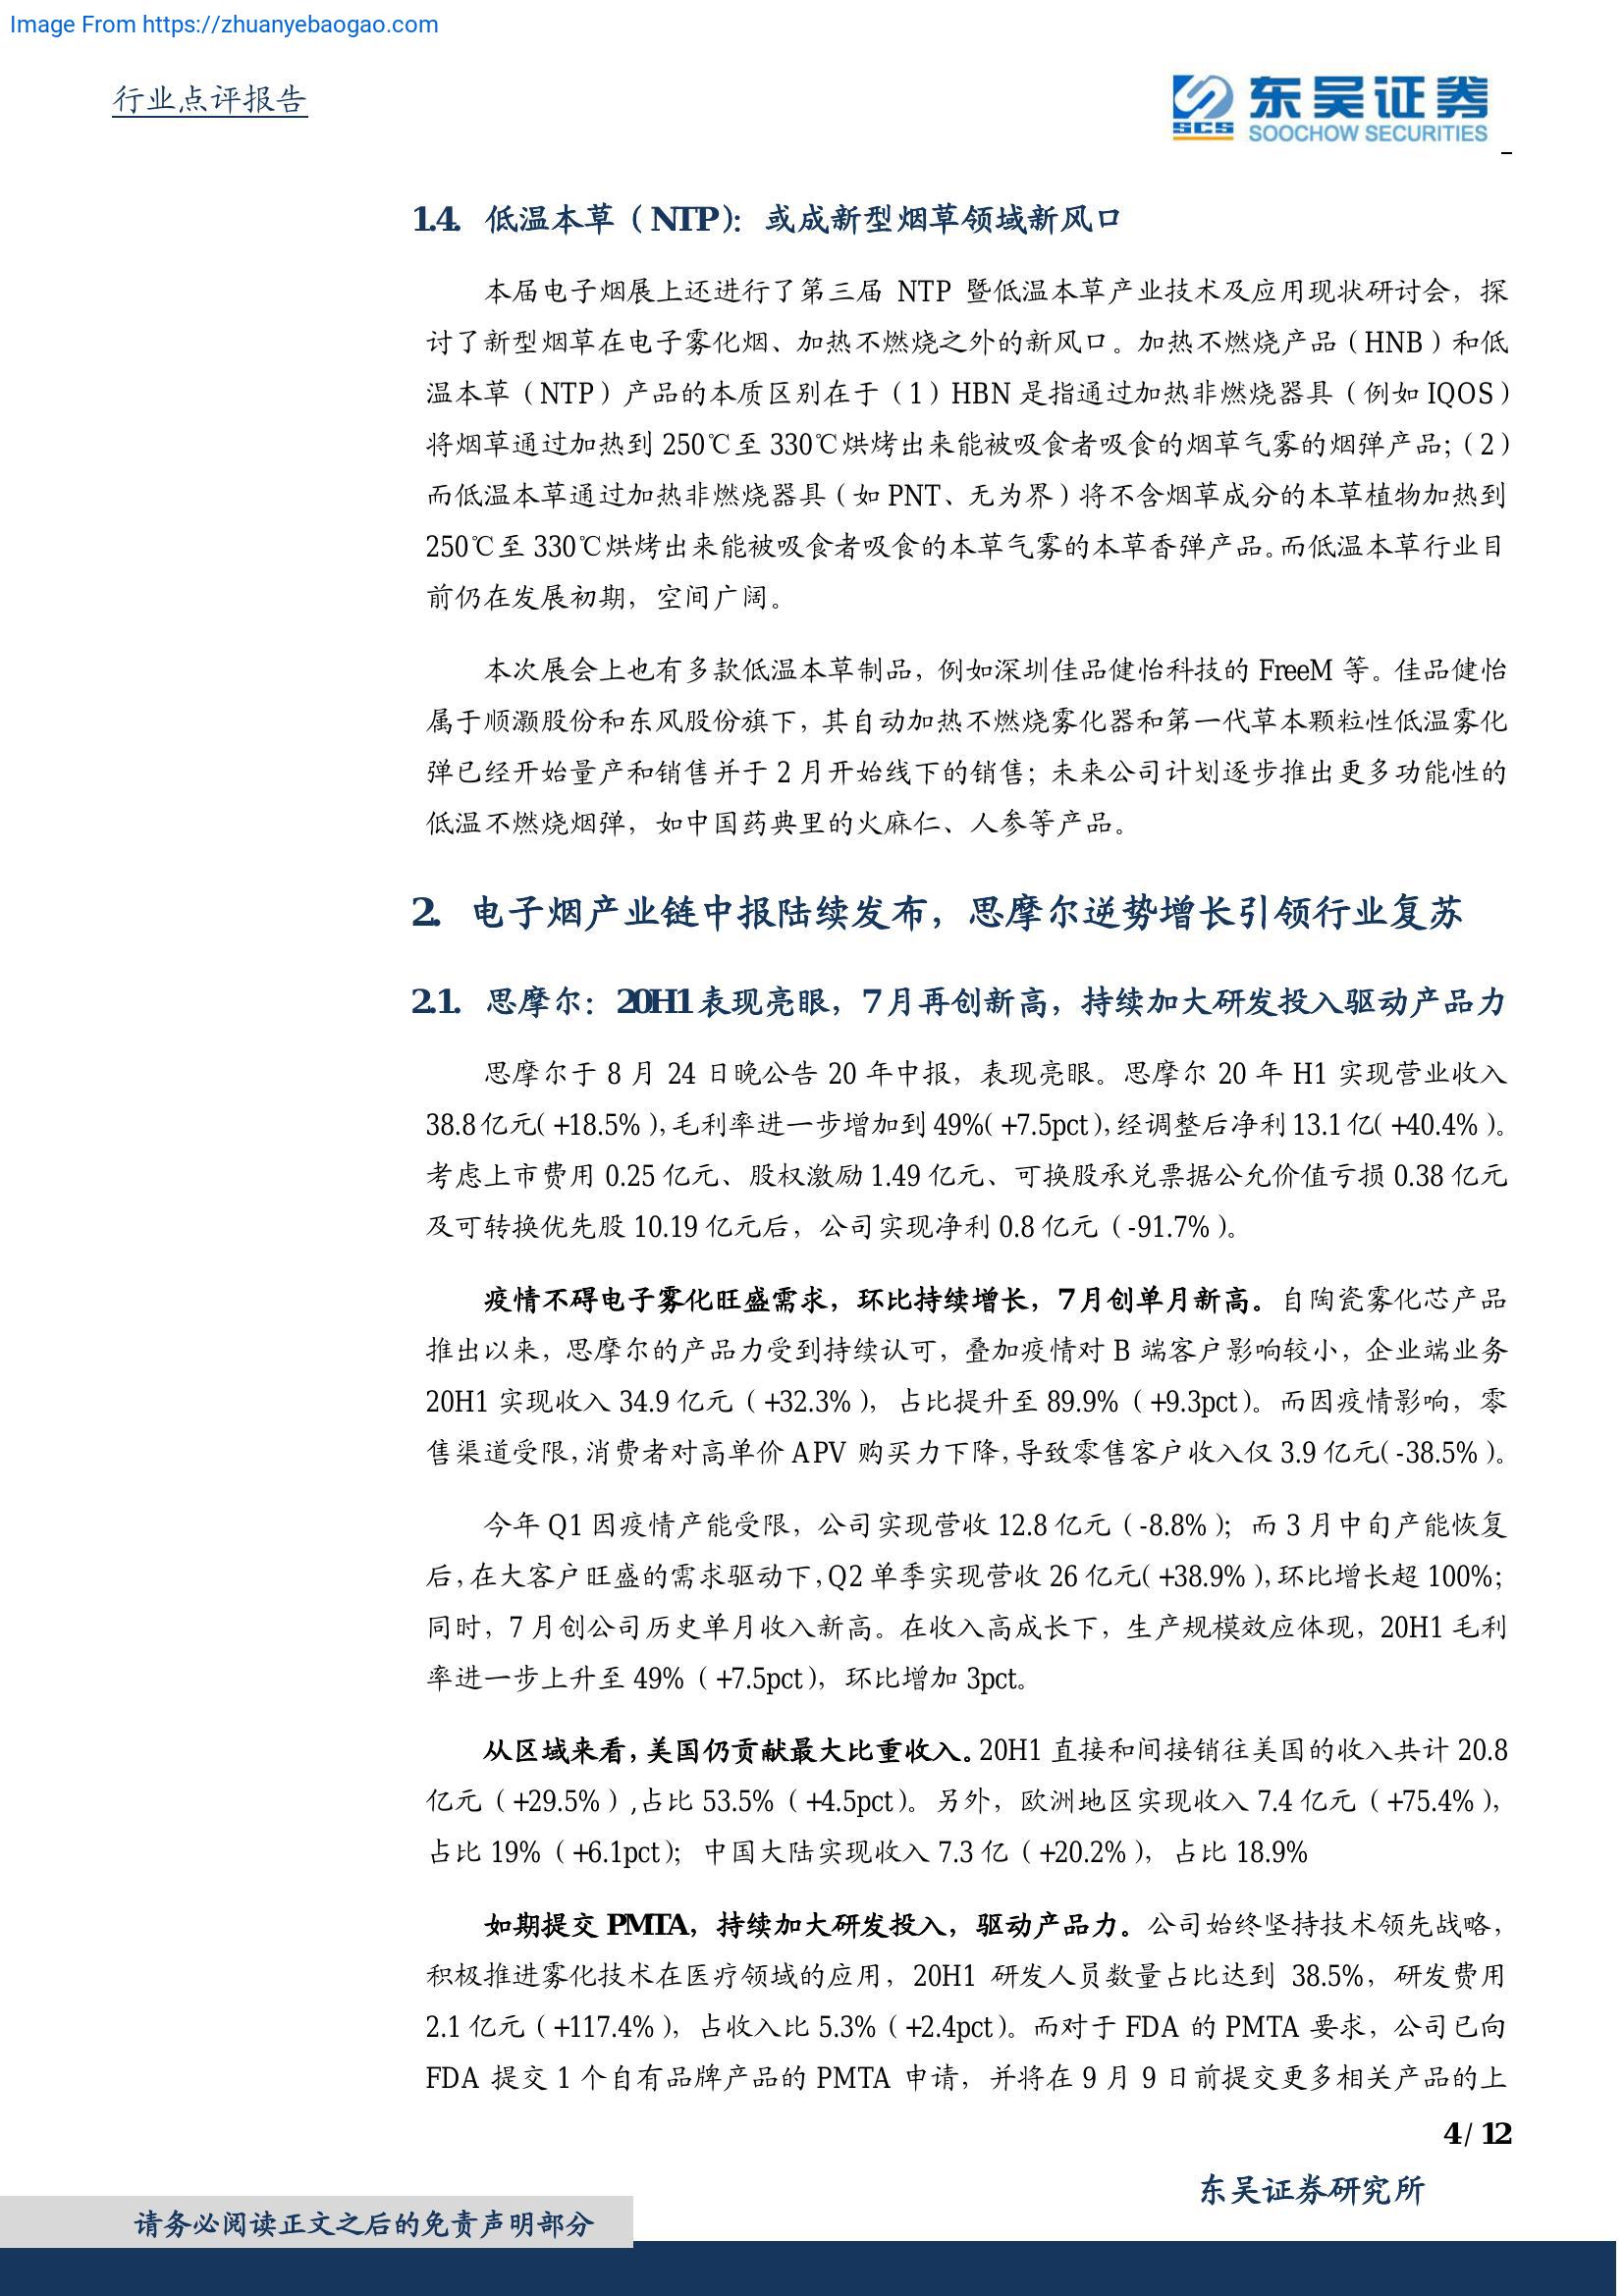 Image From https://zhuanyebaogao.com
行业点评报告
SCS 东吴证券
SOOCHOW SECURITIES
1.4. 低温本草（NTP）：或成新型烟草领域新风口
本届电子烟展上还进行了第三届 NTP 暨低温本草产业技术及应用现状研讨会，探
讨了新型烟草在电子雾化烟、加热不燃烧之外的新风口。加热不燃烧产品（HNB）和低
温本草（NTP）产品的本质区别在于（1）HBN 是指通过加热非燃烧器具（例如 IQOS）
将烟草通过加热到 250℃至 330℃烘烤出来能被吸食者吸食的烟草气雾的烟弹产品；（2）
而低温本草通过加热非燃烧器具（如 PNT、无为界）将不含烟草成分的本草植物加热到
250℃至 330℃烘烤出来能被吸食者吸食的本草气雾的本草香弹产品。而低温本草行业目
前仍在发展初期，空间广阔。
本次展会上也有多款低温本草制品，例如深圳佳品健怡科技的 FreeM 等。佳品健怡
属于顺灏股份和东风股份旗下，其自动加热不燃烧雾化器和第一代草本颗粒性低温雾化
弹已经开始量产和销售并于 2 月开始线下的销售；未来公司计划逐步推出更多功能性的
低温不燃烧烟弹，如中国药典里的火麻仁、人参等产品。
2. 电子烟产业链中报陆续发布，思摩尔逆势增长引领行业复苏
2.1. 思摩尔：20H1 表现亮眼，7 月再创新高，持续加大研发投入驱动产品力
思摩尔于 8 月 24 日晚公告 20 年中报，表现亮眼。思摩尔 20 年 H1 实现营业收入
38.8 亿元（+18.5%），毛利率进一步增加到 49%（+7.5pct），经调整后净利 13.1 亿（+40.4%）。
考虑上市费用 0.25 亿元、股权激励 1.49 亿元、可换股承兑票据公允价值亏损 0.38 亿元
及可转换优先股 10.19 亿元后，公司实现净利 0.8 亿元（-91.7%）。
疫情不碍电子雾化旺盛需求，环比持续增长，7 月创单月新高。自陶瓷雾化芯产品
推出以来，思摩尔的产品力受到持续认可，叠加疫情对 B 端客户影响较小，企业端业务
20H1 实现收入 34.9 亿元（+32.3%），占比提升至 89.9%（+9.3pct）。而因疫情影响，零
售渠道受限，消费者对高单价 APV 购买力下降，导致零售客户收入仅 3.9 亿元（-38.5%）。
今年 Q1 因疫情产能受限，公司实现营收 12.8 亿元（-8.8%）；而 3 月中旬产能恢复
后，在大客户旺盛的需求驱动下，Q2 单季实现营收 26 亿元（+38.9%），环比增长超 100%；
同时，7 月创公司历史单月收入新高。在收入高成长下，生产规模效应体现，20H1 毛利
率进一步上升至 49%（+7.5pct），环比增加 3pct。
从区域来看，美国仍贡献最大比重收入。20H1 直接和间接销往美国的收入共计 20.8
亿元（+29.5%）,占比 53.5%（+4.5pct）。另外，欧洲地区实现收入 7.4 亿元（+75.4%），
占比 19%（+6.1pct）；中国大陆实现收入 7.3 亿（+20.2%），占比 18.9%
如期提交 PMTA，持续加大研发投入，驱动产品力。公司始终坚持技术领先战略，
积极推进雾化技术在医疗领域的应用，20H1 研发人员数量占比达到 38.5%，研发费用
2.1 亿元（+117.4%），占收入比 5.3%（+2.4pct）。而对于 FDA 的 PMTA 要求，公司已向
FDA 提交 1 个自有品牌产品的 PMTA 申请，并将在 9 月 9 日前提交更多相关产品的上
4 / 12
东吴证券研究所
请务必阅读正文之后的免责声明部分